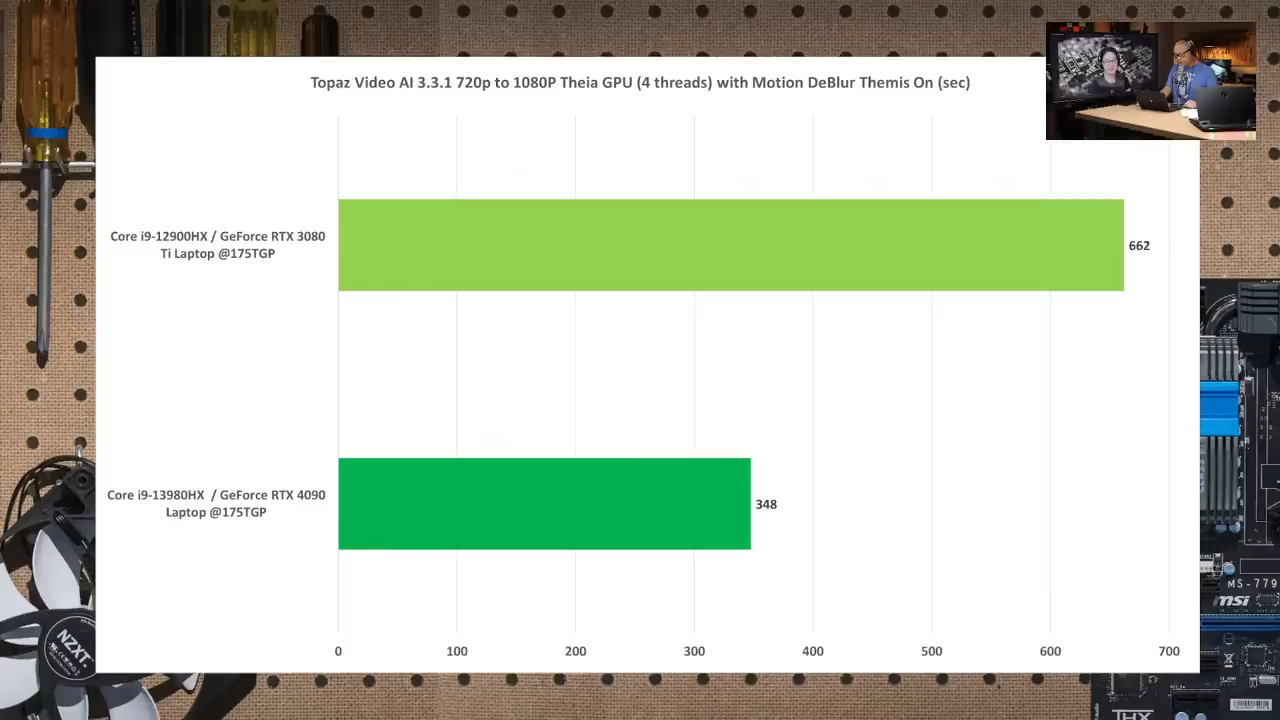 Topaz Video AI 3.3.1 720p to 1080P Theia GPU (4 threads) with Motion DeBlur Themis On (sec)
Core i9-12900HX / GeForce RTX 3080
Ti Laptop @175TGP
662
Core i9-13980HX / GeForce RTX 4090
Laptop @175TGP
348
0 100 200 300 400 500 600 700
NZXT.
MS-779
msi
THX